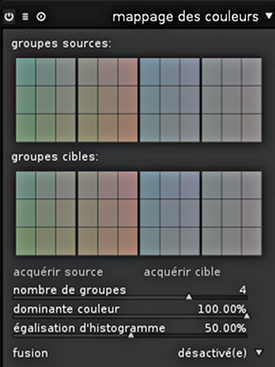 mappage des couleurs
groupes sources:
groupes cibles:
acquérir source acquérir cible
nombre de groupes 4
dominante couleur 100.00%
égalisation d'histogramme 50.00%
fusion désactivé(e)